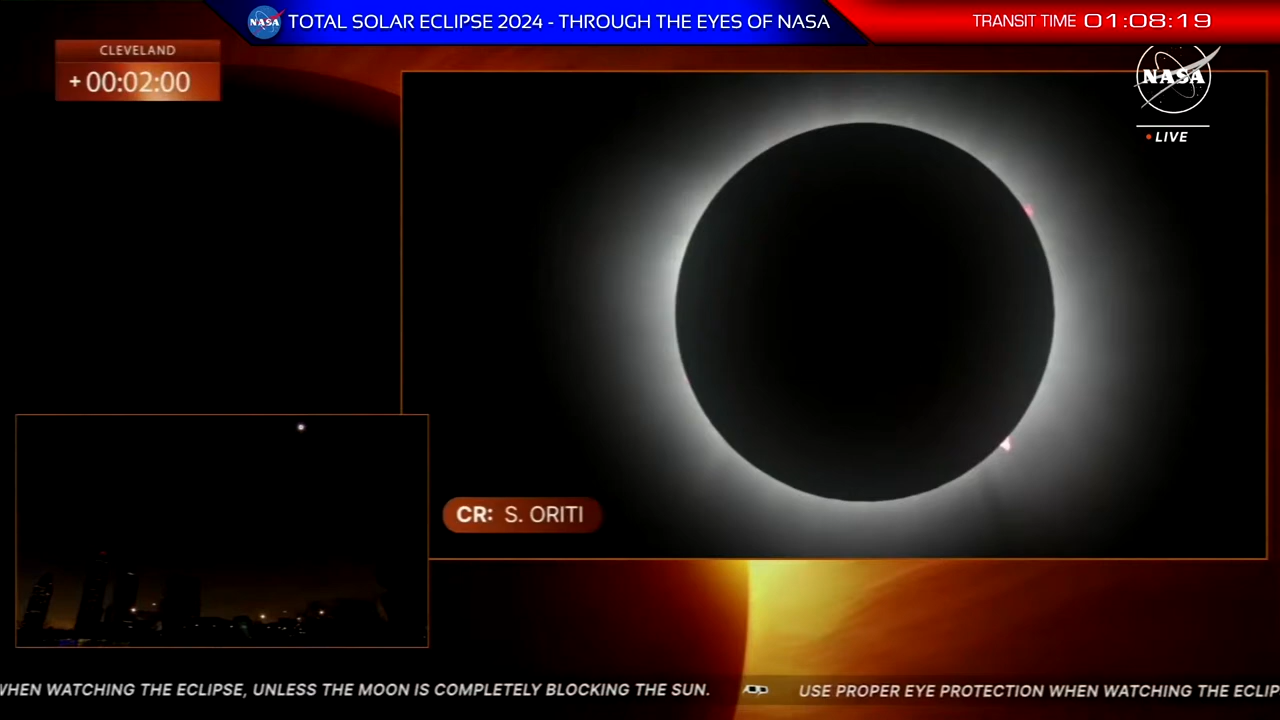 NASA
TOTAL SOLAR ECLIPSE 2024 - THROUGH THE EYES OF NASA
TRANSIT TIME 01:08:19
CLEVELAND
+ 00:02:00
NASA
LIVE
CR: S. ORITI
WHEN WATCHING THE ECLIPSE, UNLESS THE MOON IS COMPLETELY BLOCKING THE SUN. USE PROPER EYE PROTECTION WHEN WATCHING THE ECLIP